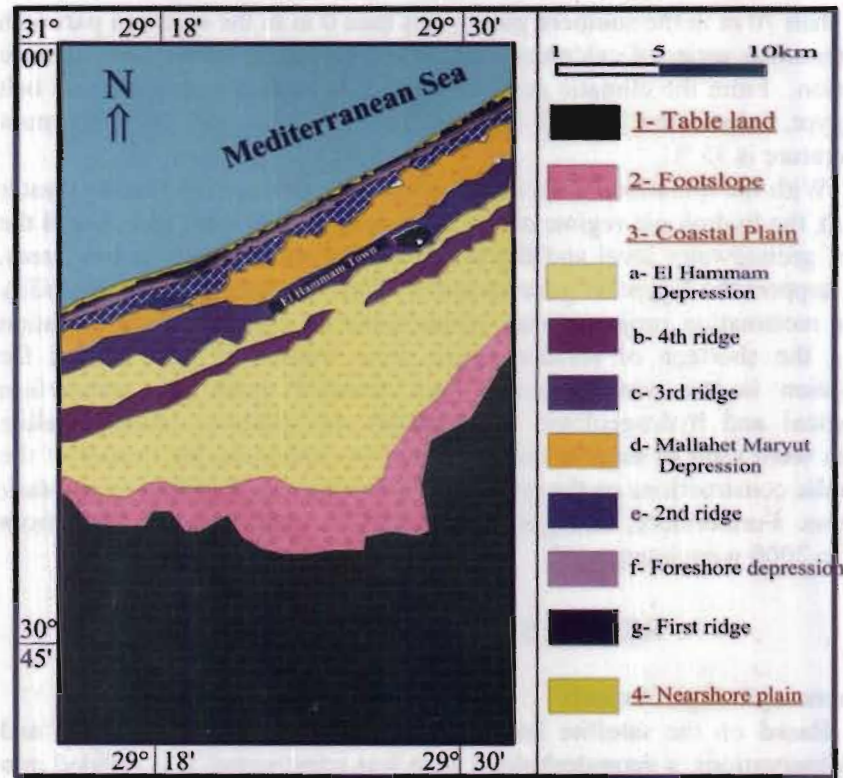 31° 29° 18' 29° 30'
00'
N
Mediterranean Sea
El Hammam Town
30°
45'
29° 18' 29° 30'
1 5 10km
1- Table land
2- Footslope
3- Coastal Plain
a- El Hammam
Depression
b- 4th ridge
c- 3rd ridge
d- Mallahet Maryut
Depression
e- 2nd ridge
f- Foreshore depression
g- First ridge
4- Nearshore plain